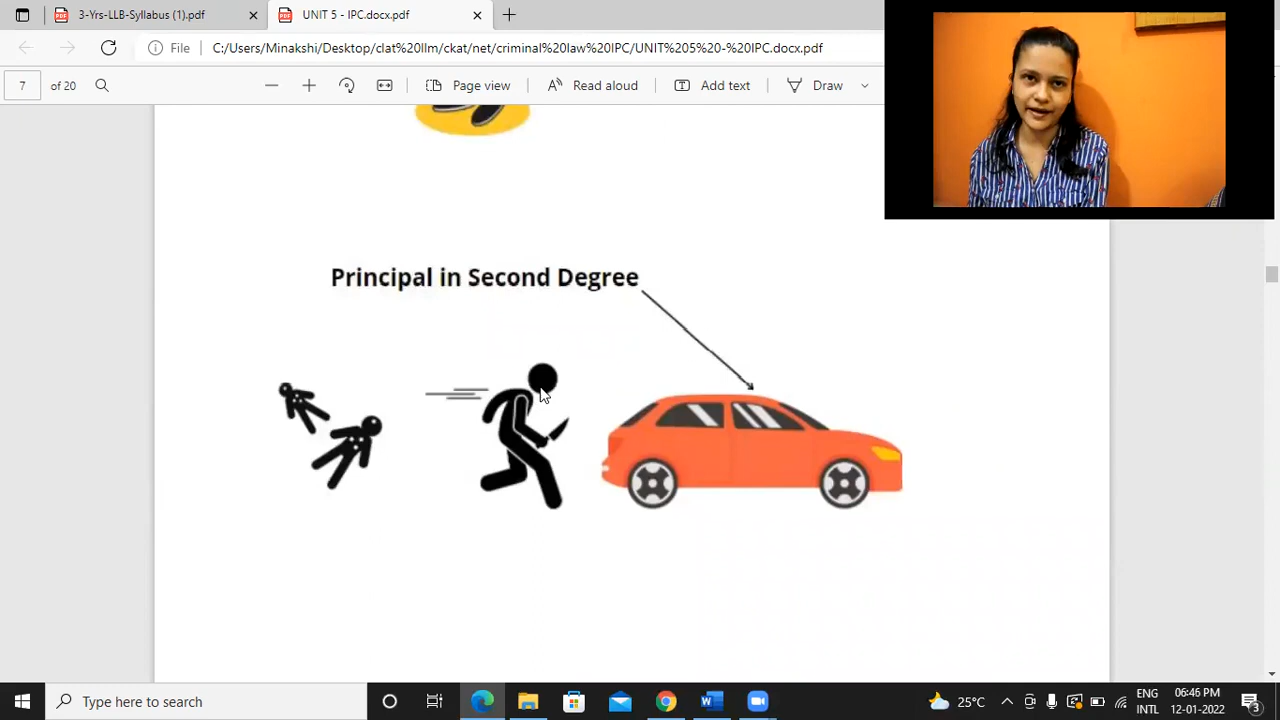 3-Yrs-LLB-Syllabus (1).pdf
UNIT 5 - IPC.docx.pdf
File
C:/Users/Minakshi/Desktop/clat%20llm/ckat/net/criminal%20law%20IPC/UNIT%205%20-%20IPC.docx.pdf
7 of 20
Page view
Read aloud
Add text
Draw
Principal in Second Degree
Type here to search
25°C
ENG
INTL
06:46 PM
12-01-2022
3